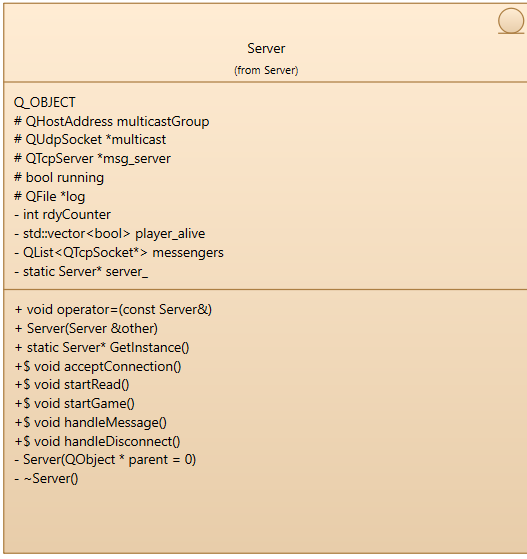 Server
(from Server)
Q_OBJECT
# QHostAddress multicastGroup
# QUdpSocket *multicast
# QTcpServer *msg_server
# bool running
# QFile *log
- int rdyCounter
- std::vector<bool> player_alive
- QList<QTcpSocket*> messengers
- static Server* server_
+ void operator=(const Server&)
+ Server(Server &other)
+ static Server* GetInstance()
+$ void acceptConnection()
+$ void startRead()
+$ void startGame()
+$ void handleMessage()
+$ void handleDisconnect()
- Server(QObject * parent = 0)
- ~Server()